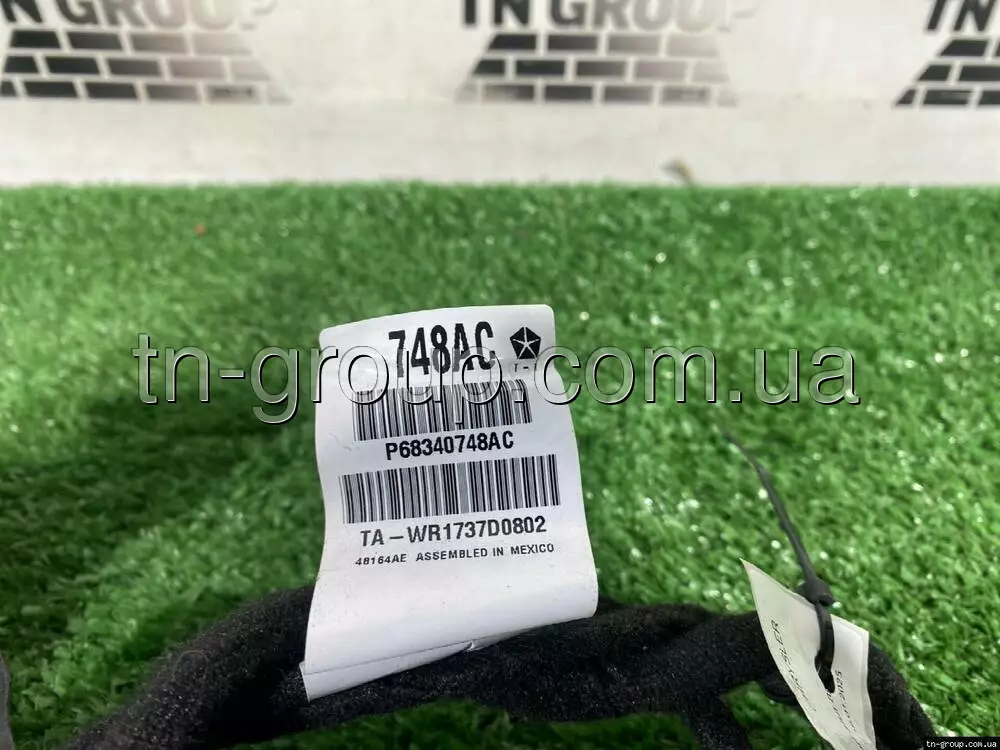 TN GROUP
TN GROUP
TN
748AC
tn-group.com.ua
P68340748AC
TA-WR1737D0802
48164AE ASSEMBLED IN MEXICO
tn-group.com.ua